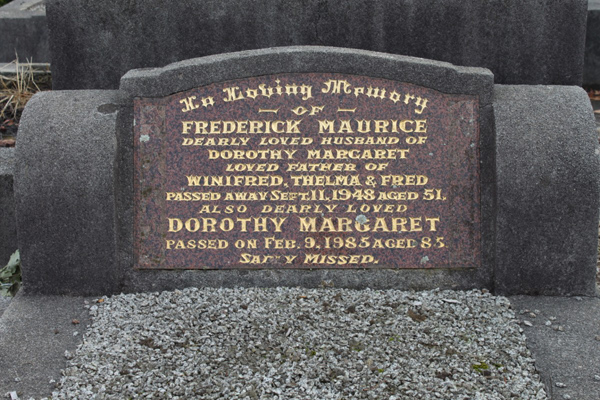 In Loving Memory
— OF —
FREDERICK MAURICE
DEARLY LOVED HUSBAND OF
DOROTHY MARGARET
LOVED FATHER OF
WINIFRED, THELMA & FRED
PASSED AWAY SEPT. 11, 1948 AGED 51.
ALSO DEARLY LOVED
DOROTHY MARGARET
PASSED ON FEB. 9, 1985 AGED 85.
SADLY MISSED.